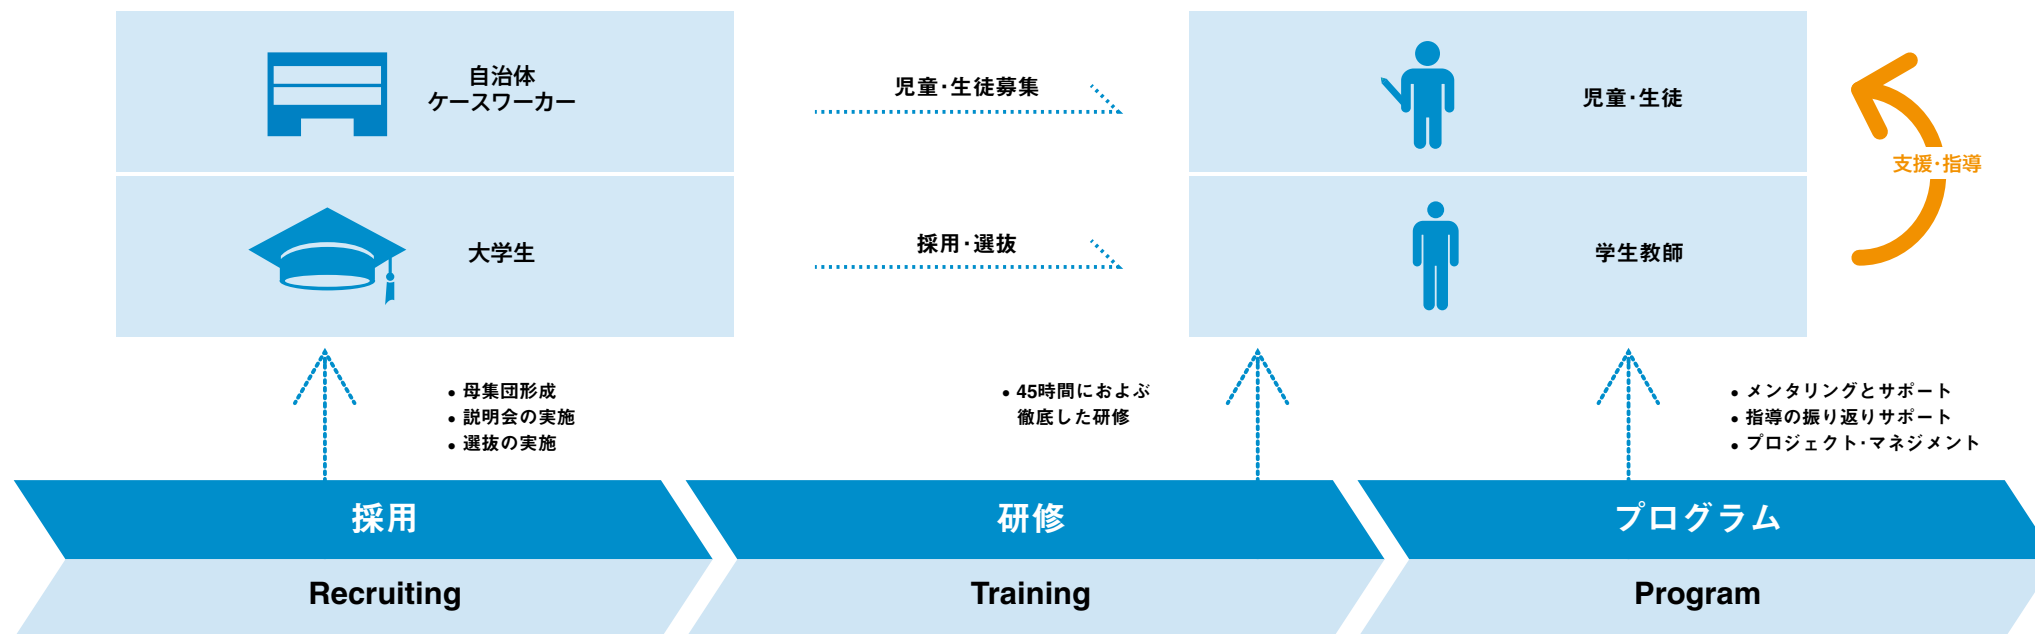 自治体
ケースワーカー
児童・生徒募集
児童・生徒
支援・指導
大学生
採用・選抜
学生教師
• 母集団形成
• 説明会の実施
• 選抜の実施
• 45時間におよぶ
徹底した研修
• メンタリングとサポート
• 指導の振り返りサポート
• プロジェクト・マネジメント
採用
研修
プログラム
Recruiting
Training
Program